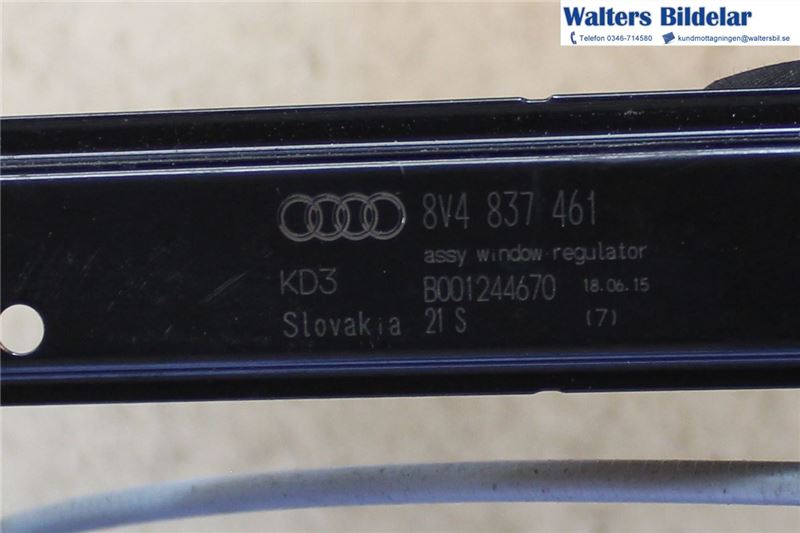 Walters Bildelar
Telefon 0346-714580 kundmottagningen@waltersbil.se
8V4 837 461
assy window regulator
KD3 B001244670 18.06.15
Slovakia 21 S (7)